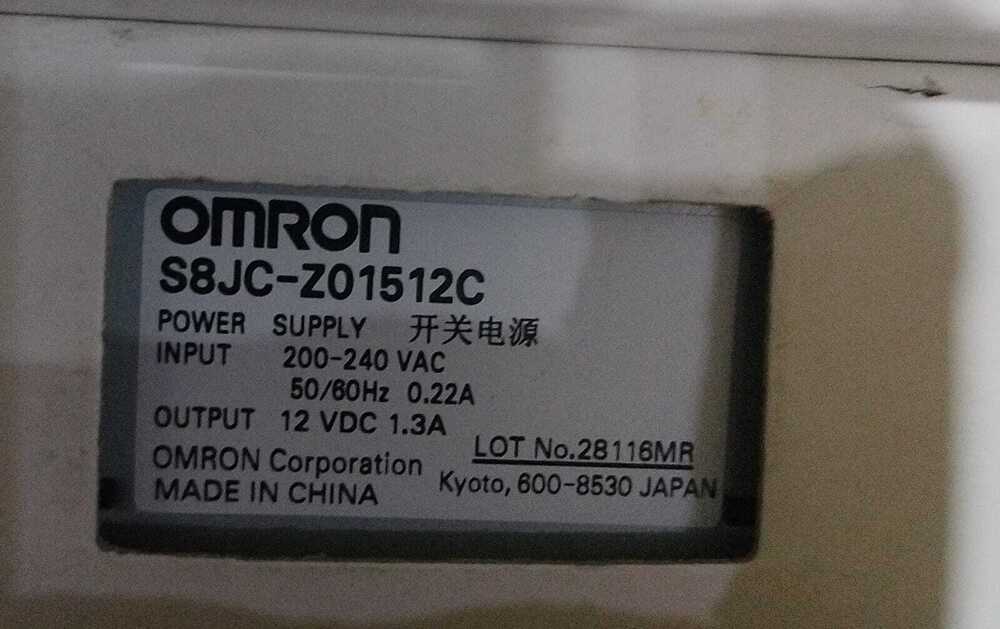 OMRON
S8JC-Z01512C
POWER SUPPLY 开关电源
INPUT 200-240 VAC
50/60Hz 0.22A
OUTPUT 12 VDC 1.3A
LOT No.28116MR
OMRON Corporation
Kyoto, 600-8530 JAPAN
MADE IN CHINA